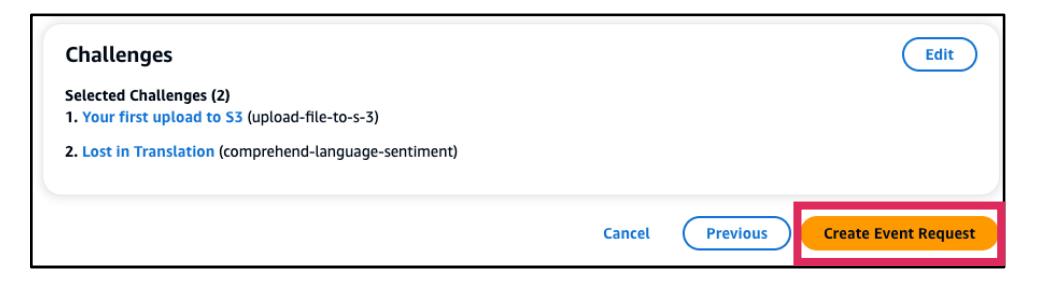 Challenges
Edit
Selected Challenges (2)
1. Your first upload to S3 (upload-file-to-s-3)
2. Lost in Translation (comprehend-language-sentiment)
Cancel
Previous
Create Event Request